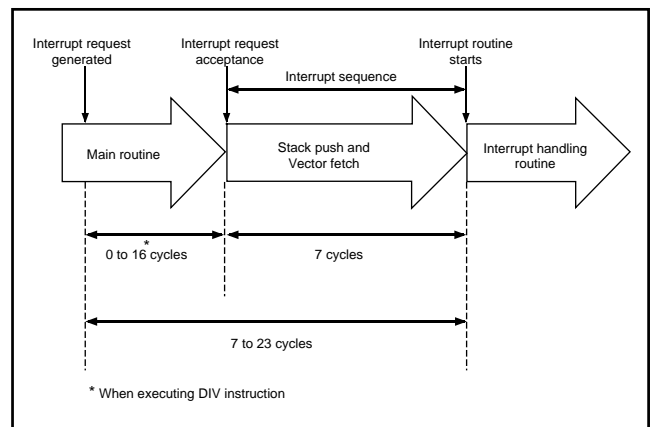 Interrupt request
generated
Interrupt request
acceptance
Interrupt routine
starts
Interrupt sequence
Main routine
Stack push and
Vector fetch
Interrupt handling
routine
*
0 to 16 cycles
7 cycles
7 to 23 cycles
* When executing DIV instruction